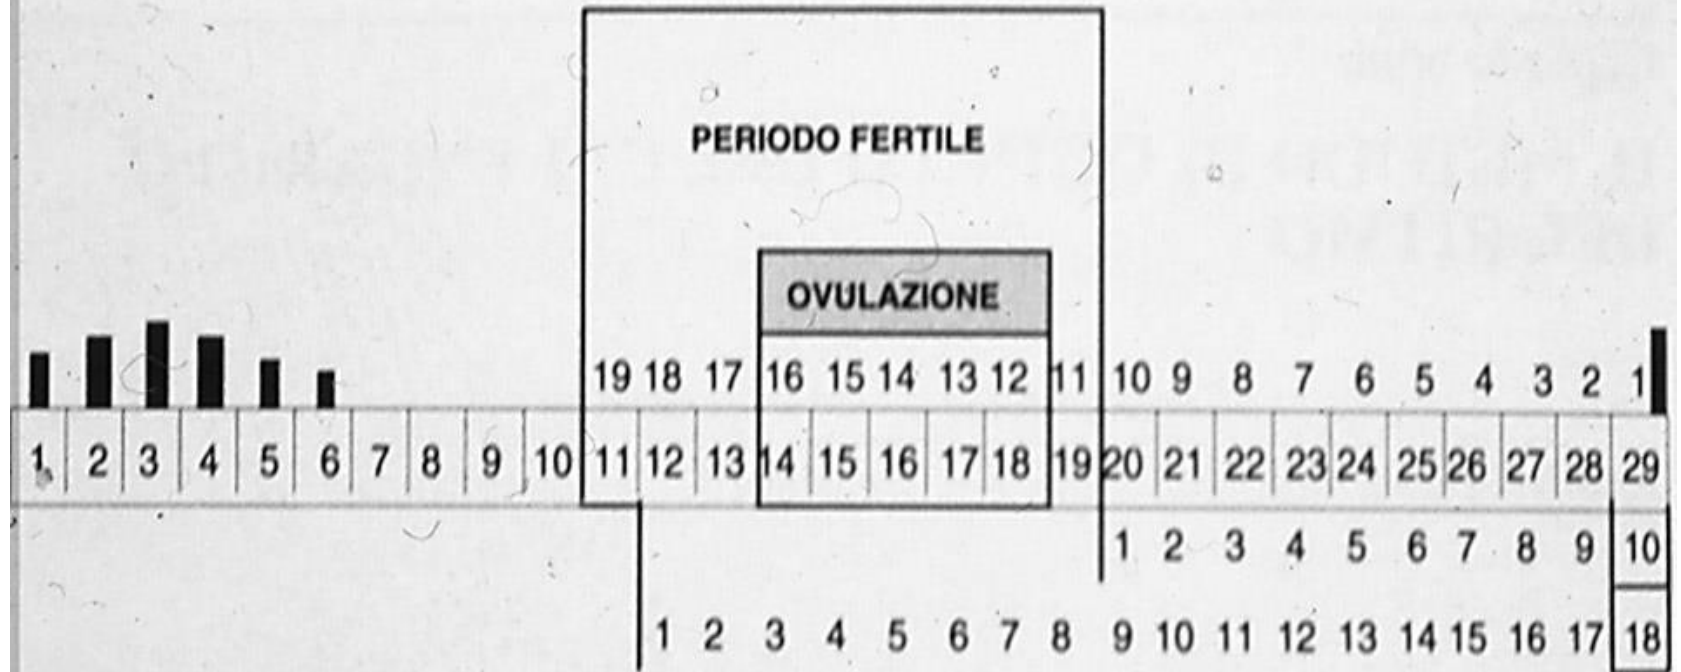 PERIODO FERTILE
OVULAZIONE
19 18 17 16 15 14 13 12 11 10 9 8 7 6 5 4 3 2 1
1 2 3 4 5 6 7 8 9 10 11 12 13 14 15 16 17 18 19 20 21 22 23 24 25 26 27 28 29
1 2 3 4 5 6 7 8 9 10
1 2 3 4 5 6 7 8 9 10 11 12 13 14 15 16 17 18